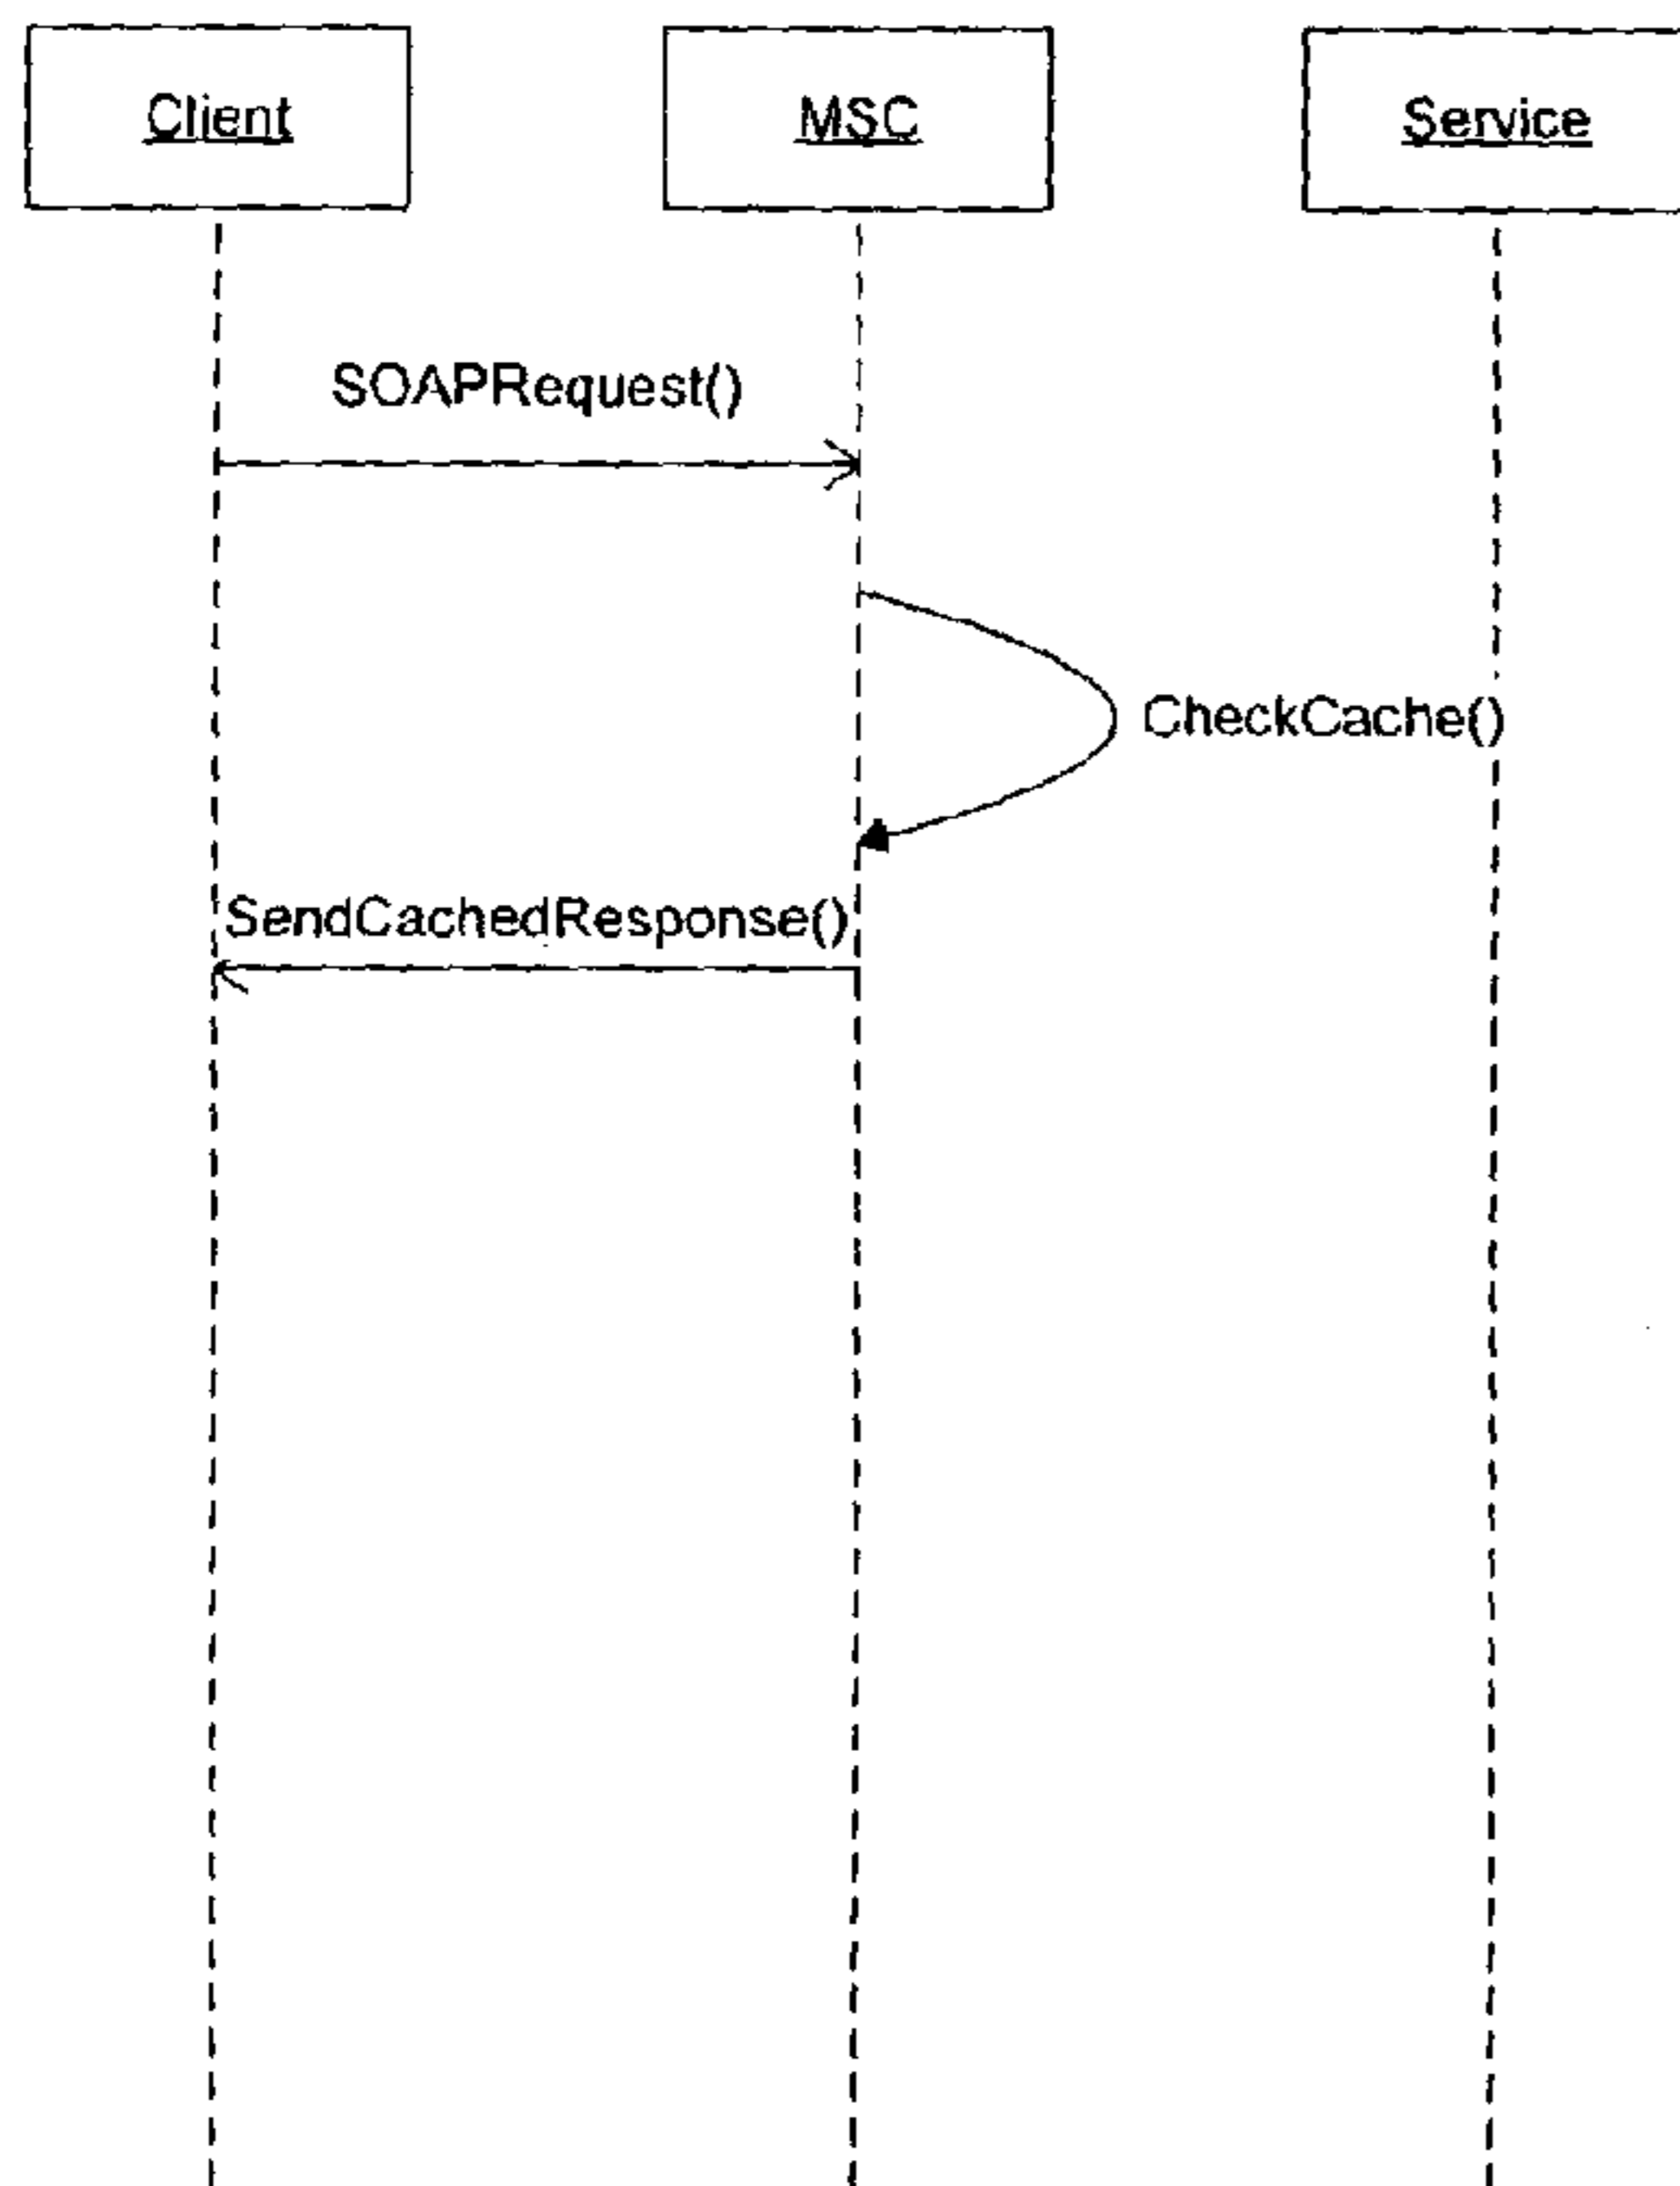 Client
MSC
Service
SOAPRequest()
CheckCache()
SendCachedResponse()